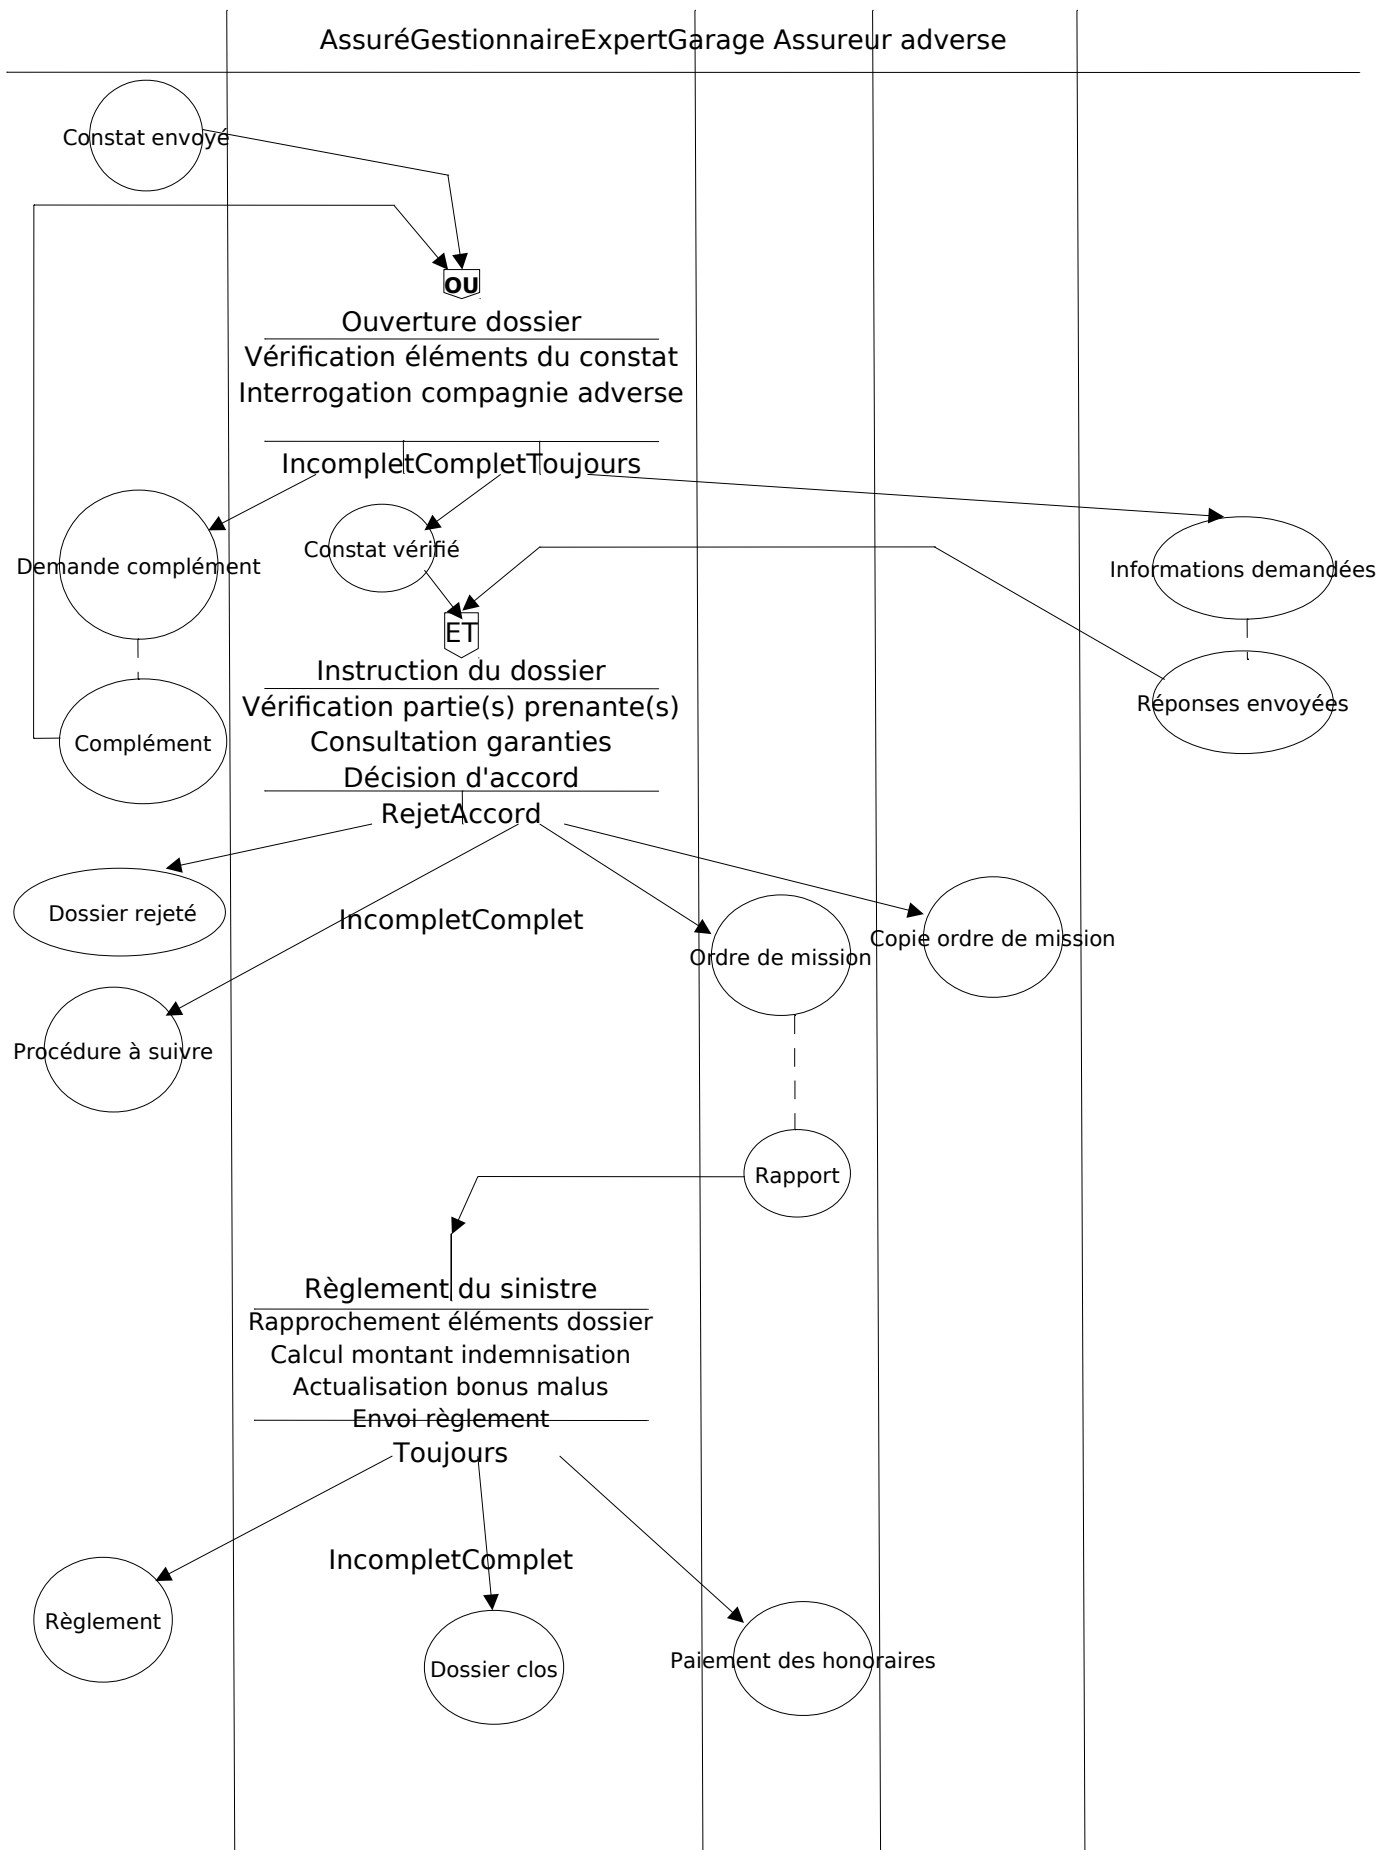 AssuréGestionnaireExpertGarage Assureur adverse
Constat envoyé
OU
Ouverture dossier
Vérification éléments du constat
Interrogation compagnie adverse
IncompletCompletToujours
Demande complément
Constat vérifié
Informations demandées
ET
Instruction du dossier
Vérification partie(s) prenante(s)
Réponses envoyées
Complément
Consultation garanties
Décision d'accord
RejetAccord
Dossier rejeté
IncompletComplet
Ordre de mission
Copie ordre de mission
Procédure à suivre
Rapport
Règlement du sinistre
Rapprochement éléments dossier
Calcul montant indemnisation
Actualisation bonus malus
Envoi règlement
Toujours
IncompletComplet
Règlement
Dossier clos
Paiement des honoraires